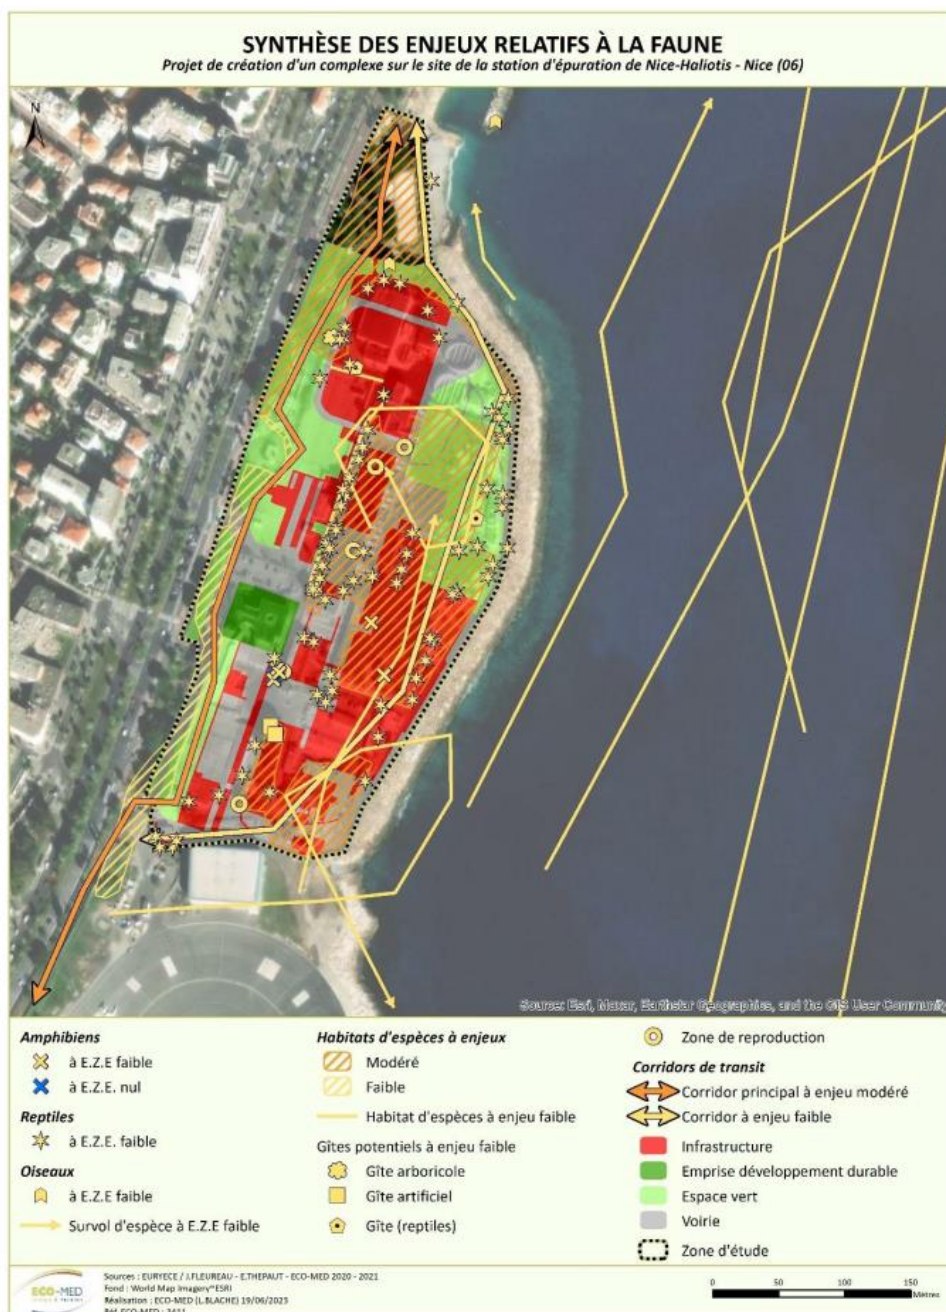 SYNTHÈSE DES ENJEUX RELATIFS À LA FAUNE
Projet de création d'un complexe sur le site de la station d'épuration de Nice-Haliotis - Nice (06)
N
Source: Esri, Maxar, Earthstar Geographics, and the GIS User Community
Amphibiens
à E.Z.E faible
à E.Z.E. nul
Reptiles
à E.Z.E. faible
Oiseaux
à E.Z.E faible
Survol d'espèce à E.Z.E faible
Habitats d'espèces à enjeux
Modéré
Faible
Habitat d'espèces à enjeu faible
Gîtes potentiels à enjeu faible
Gîte arboricole
Gîte artificiel
Gîte (reptiles)
Zone de reproduction
Corridors de transit
Corridor principal à enjeu modéré
Corridor à enjeu faible
Infrastructure
Emprise développement durable
Espace vert
Voirie
Zone d'étude
ECO-MED
Sources : EURYECE / J.FLEUREAU - E.THEPAUT - ECO-MED 2020 - 2021
Fond : World Map Imagery"ESRI
Réalisation : ECO-MED (L.BLACHE) 19/06/2023
0 50 100 150
Mètres